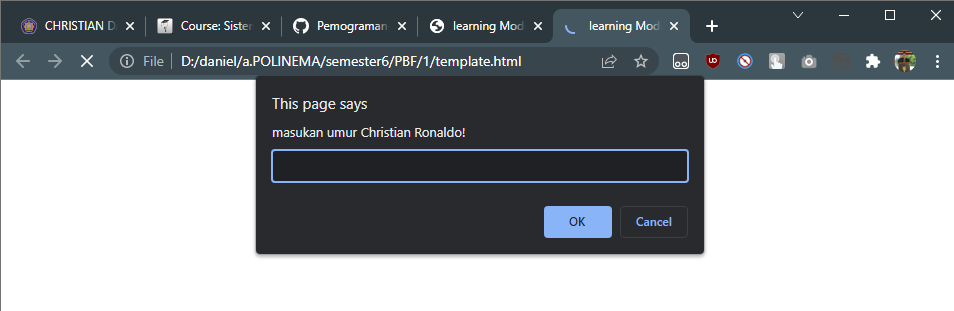 CHRISTIAN DA
Course: Sister
Pemograman
learning Mod
learning Mod
File
D:/daniel/a.POLINEMA/semester6/PBF/1/template.html
This page says
masukan umur Christian Ronaldo!
OK
Cancel